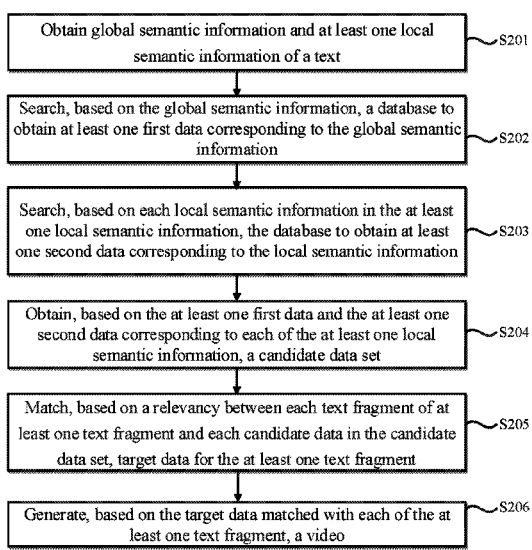 Obtain global semantic information and at least one local
semantic information of a text
S201
Search, based on the global semantic information, a database to
obtain at least one first data corresponding to the global semantic
information
S202
Search, based on each local semantic information in the at least
one local semantic information, the database to obtain at least
one second data corresponding to the local semantic information
S203
Obtain, based on the at least one first data and the at least one
second data corresponding to each of the at least one local
semantic information, a candidate data set
S204
Match, based on a relevancy between each text fragment of at
least one text fragment and each candidate data in the candidate
data set, target data for the at least one text fragment
S205
Generate, based on the target data matched with each of the at
least one text fragment, a video
S206